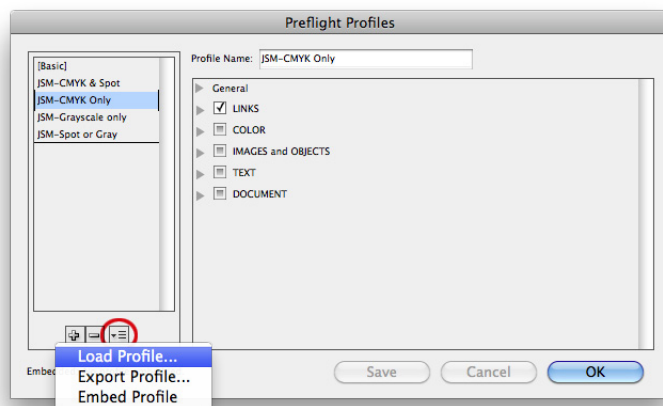 Preflight Profiles
[Basic]
JSM-CMYK & Spot
JSM-CMYK Only
JSM-Grayscale only
JSM-Spot or Gray
Profile Name: JSM-CMYK Only
General
LINKS
COLOR
IMAGES and OBJECTS
TEXT
DOCUMENT
Load Profile...
Export Profile...
Embed Profile
Save
Cancel
OK